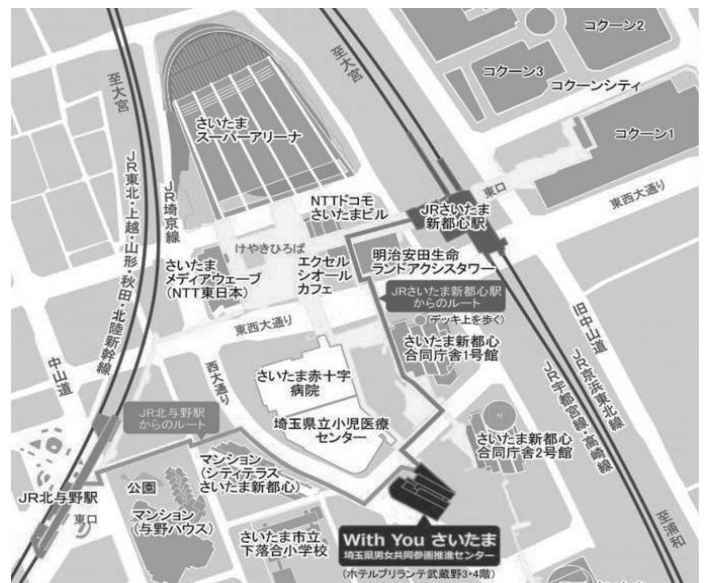 コクーン2
コクーン3
コクーンシティ
コクーン1
至大宮
至大宮
さいたま
スーパーアリーナ
JR東北・上越・山形・秋田・北陸新幹線
JR埼京線
NTTドコモ
さいたまビル
JRさいたま
新都心駅
東口
東西大通り
けやきひろば
さいたま
メディアウェーブ
(NTT東日本)
エクセル
シオール
カフェ
明治安田生命
ランドアクシスタワー
JRさいたま新都心駅
からのルート
(デッキ上を歩く)
東西大通り
さいたま新都心
合同庁舎1号館
旧中山道
JR京浜東北線
JR宇都宮線・高崎線
中山道
西大通り
さいたま赤十字
病院
埼玉県立小児医療
センター
JR北与野駅
からのルート
H
さいたま新都心
合同庁舎2号館
マンション
(シティテラス
さいたま新都心)
JR北与野駅
東口
公園
マンション
(与野ハウス)
さいたま市立
下落合小学校
With You さいたま
埼玉県男女共同参画推進センター
(ホテルブリランテ武蔵野3・4階)
至浦和